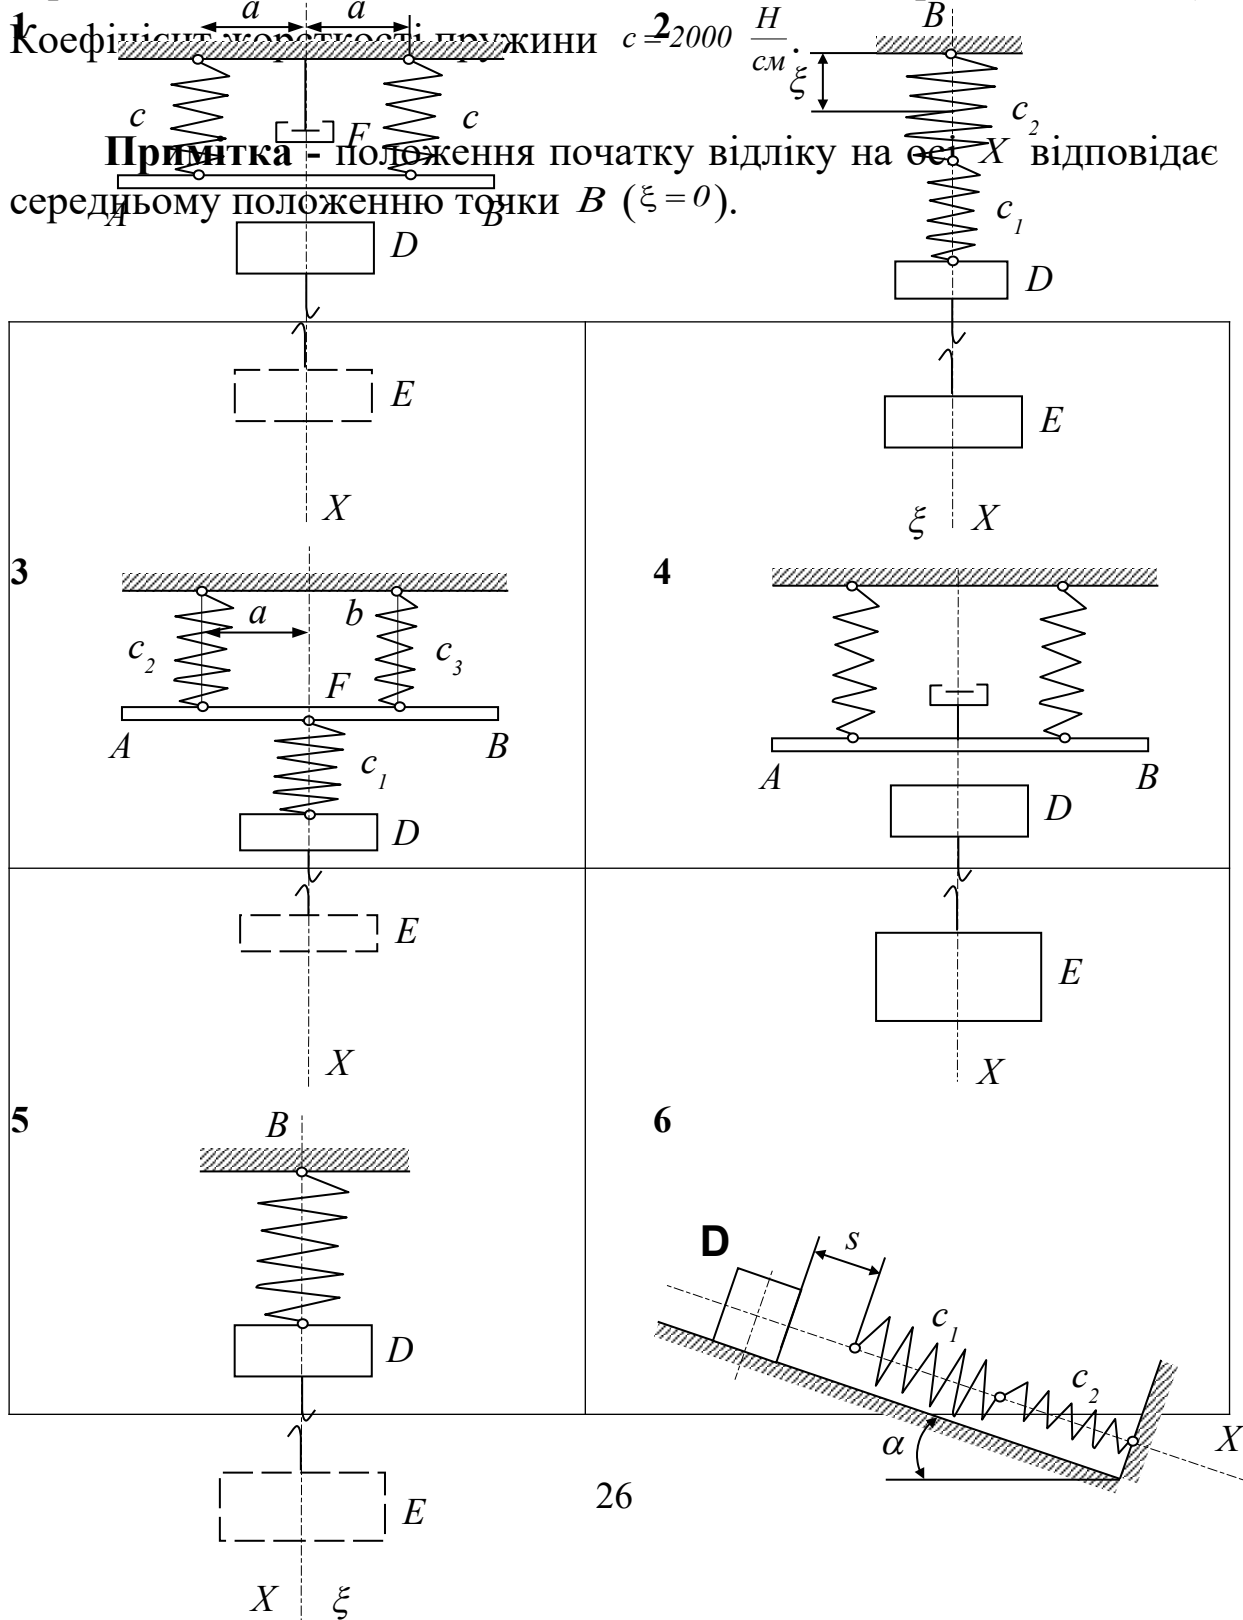 1 a a 2 B
Коефіцієнт жорсткості пружини c = 2000 Н/см.
ξ
c c c₂
F
Примітка - положення початку відліку на осі X відповідає
середньому положенню точки B (ξ = 0).
A B c₁
D D
E E
X ξ X
3 4
a b
c₂ c₃
F
A B A B
c₁
D D
E E
X X
5 B 6
D s
c₁
D c₂
α X
26
E
X ξ